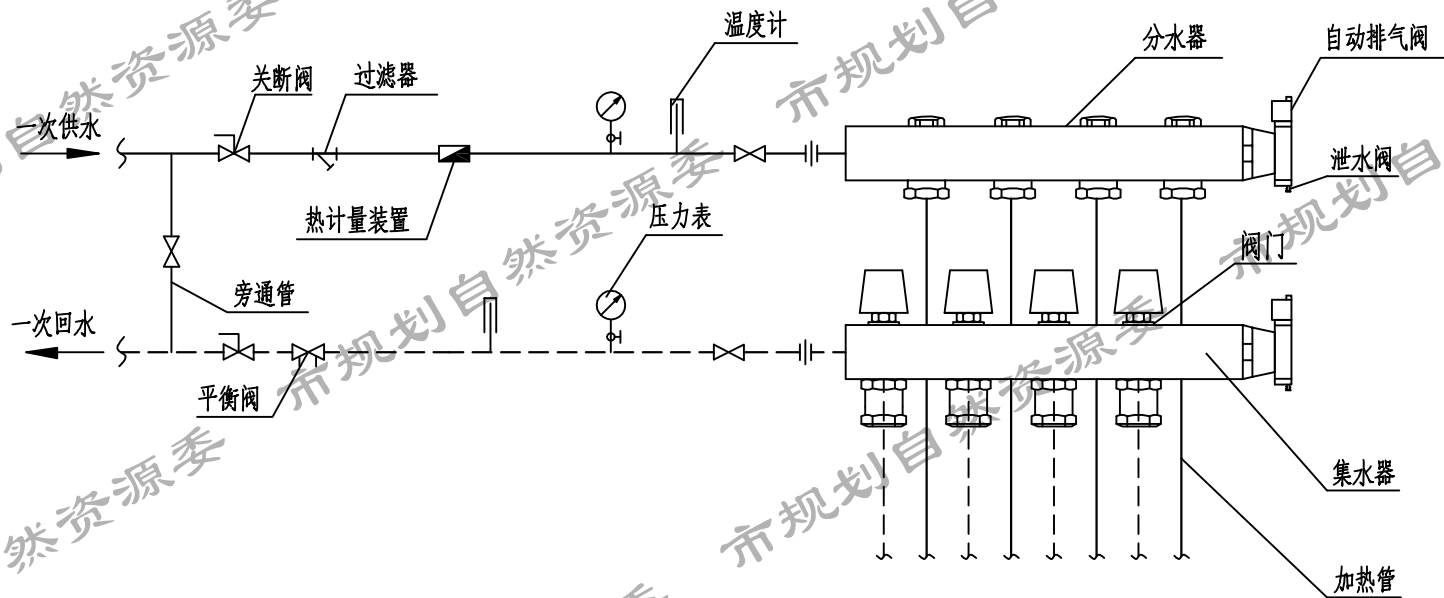 温度计
分水器
自动排气阀
关断阀
过滤器
一次供水
泄水阀
热计量装置
压力表
阀门
旁通管
一次回水
平衡阀
集水器
加热管
市规划自然资源委
市规划自然资源委
市规划自然资源委
市规划自
自然资源委
然资源委